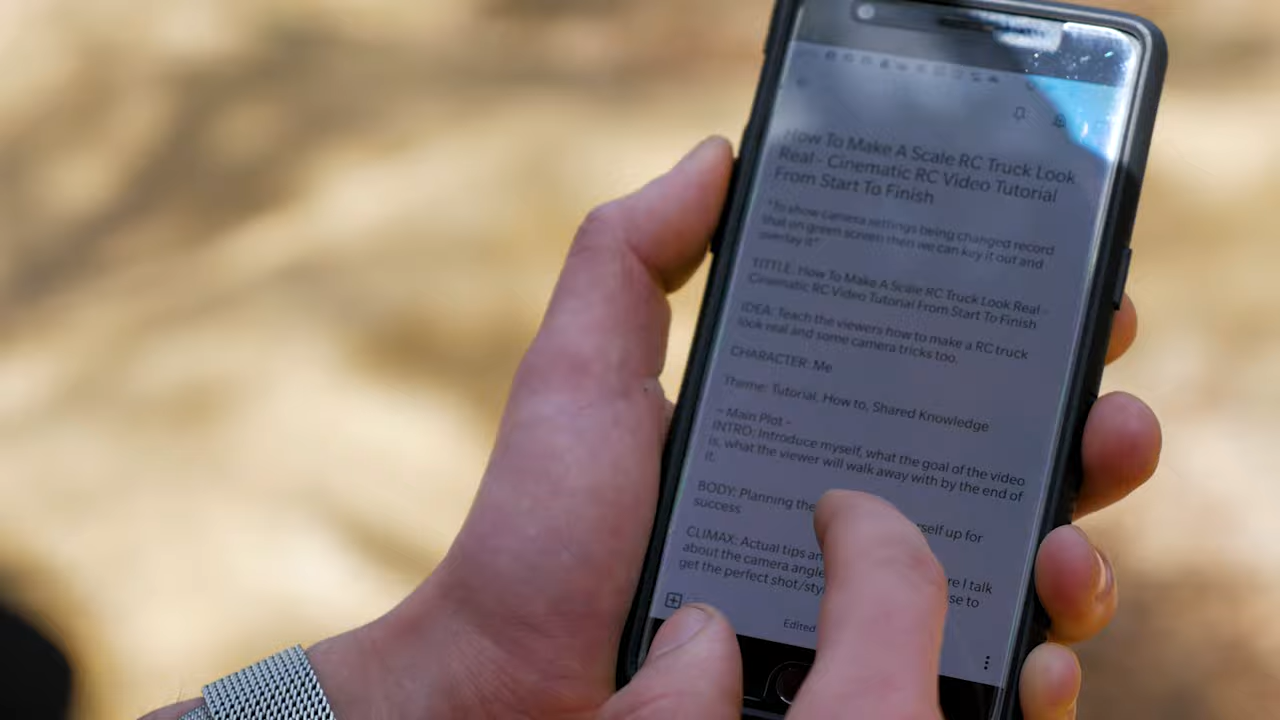 How To Make A Scale RC Truck Look
Real - Cinematic RC Video Tutorial
From Start To Finish
*To show camera settings being changed record
that on green screen then we can key it out and
overlay it*
TITTLE: How To Make A Scale RC Truck Look Real -
Cinematic RC Video Tutorial From Start To Finish
IDEA: Teach the viewers how to make a RC truck
look real and some camera tricks too.
CHARACTER: Me
Theme: Tutorial, How to, Shared Knowledge
~ Main Plot ~
INTRO: Introduce myself, what the goal of the video
is, what the viewer will walk away with by the end of
it.
BODY: Planning the rself up for
success
CLIMAX: Actual tips an re I talk
about the camera angle se to
get the perfect shot/sty
Edited